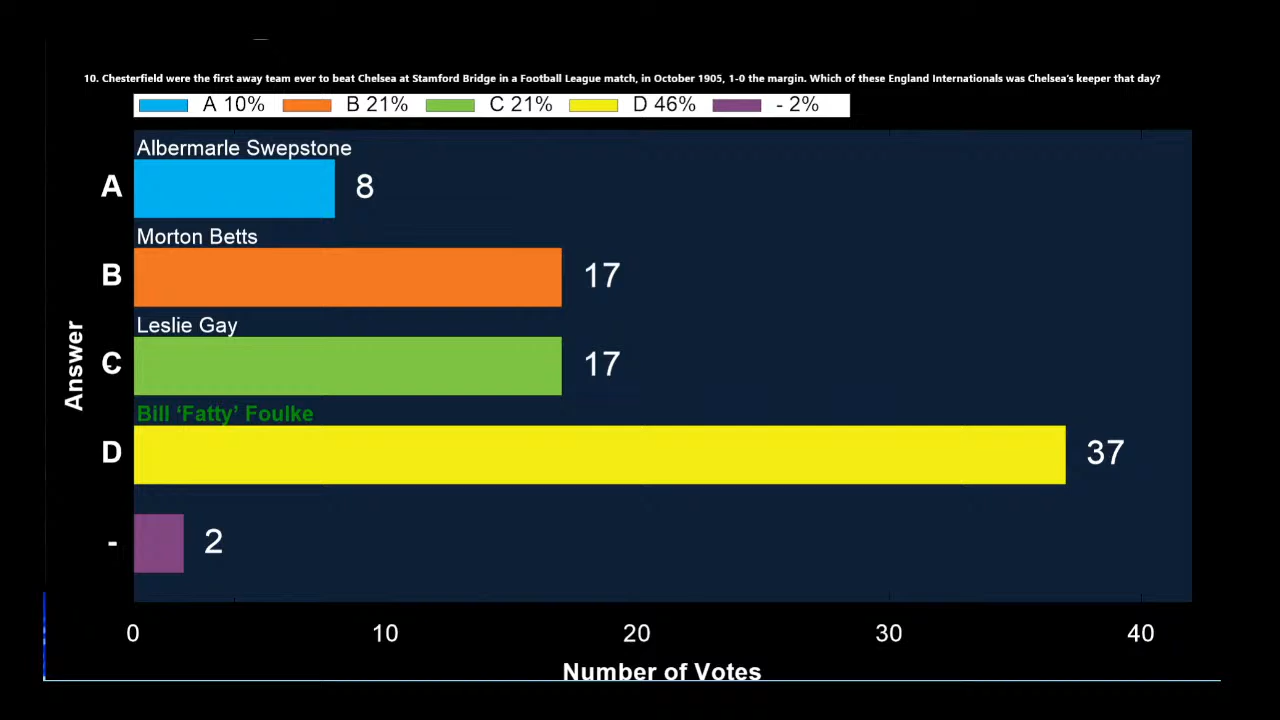 10. Chesterfield were the first away team ever to beat Chelsea at Stamford Bridge in a Football League match, in October 1905, 1-0 the margin. Which of these England Internationals was Chelsea's keeper that day?
A 10% B 21% C 21% D 46% - 2%
Albermarle Swepstone
A 8
Morton Betts
B 17
Leslie Gay
C 17
Bill ‘Fatty’ Foulke
D 37
- 2
Answer
0 10 20 30 40
Number of Votes